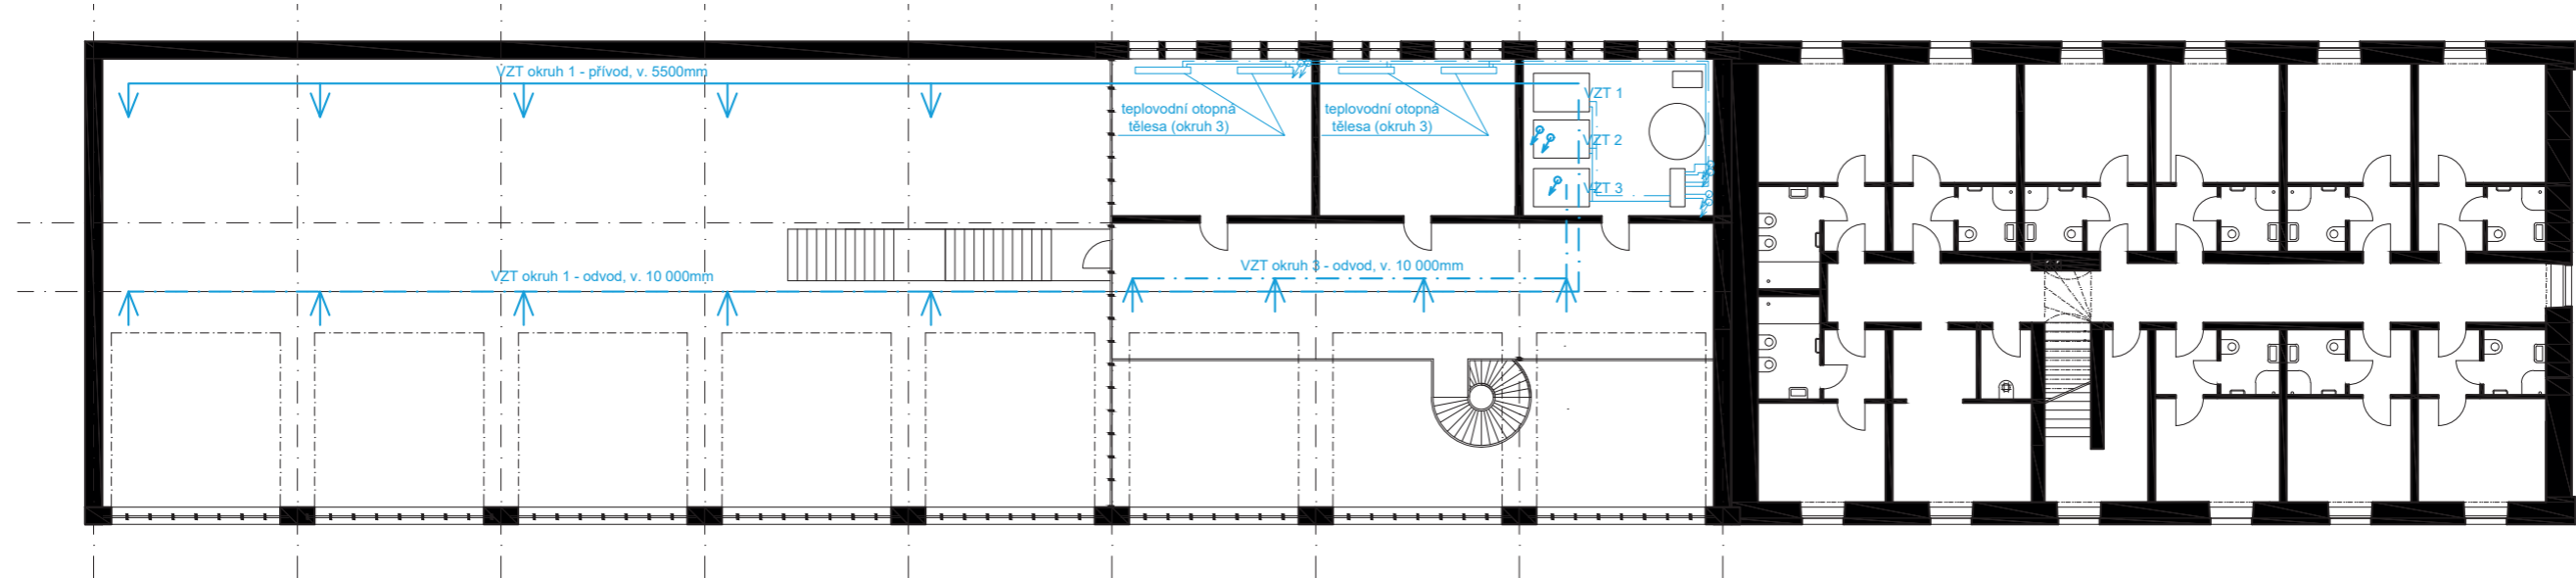 VZT okruh 1 - přívod, v. 5500mm
teplovodní otopná
tělesa (okruh 3)
teplovodní otopná
tělesa (okruh 3)
VZT 1
VZT 2
VZT 3
VZT okruh 1 - odvod, v. 10 000mm
VZT okruh 3 - odvod, v. 10 000mm